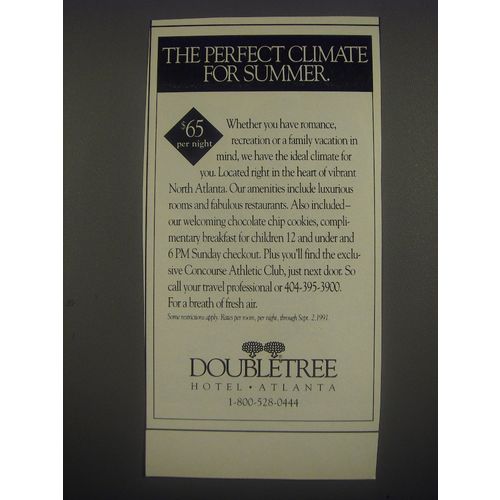 THE PERFECT CLIMATE
FOR SUMMER.
$65
per night
Whether you have romance,
recreation or a family vacation in
mind, we have the ideal climate for
you. Located right in the heart of vibrant
North Atlanta. Our amenities include luxurious
rooms and fabulous restaurants. Also included—
our welcoming chocolate chip cookies, compli-
mentary breakfast for children 12 and under and
6 PM Sunday checkout. Plus you'll find the exclu-
sive Concourse Athletic Club, just next door. So
call your travel professional or 404-395-3900.
For a breath of fresh air.
Some restrictions apply. Rates per room, per night, through Sept. 2, 1991.
DOUBLETREE®
HOTEL • ATLANTA
1-800-528-0444